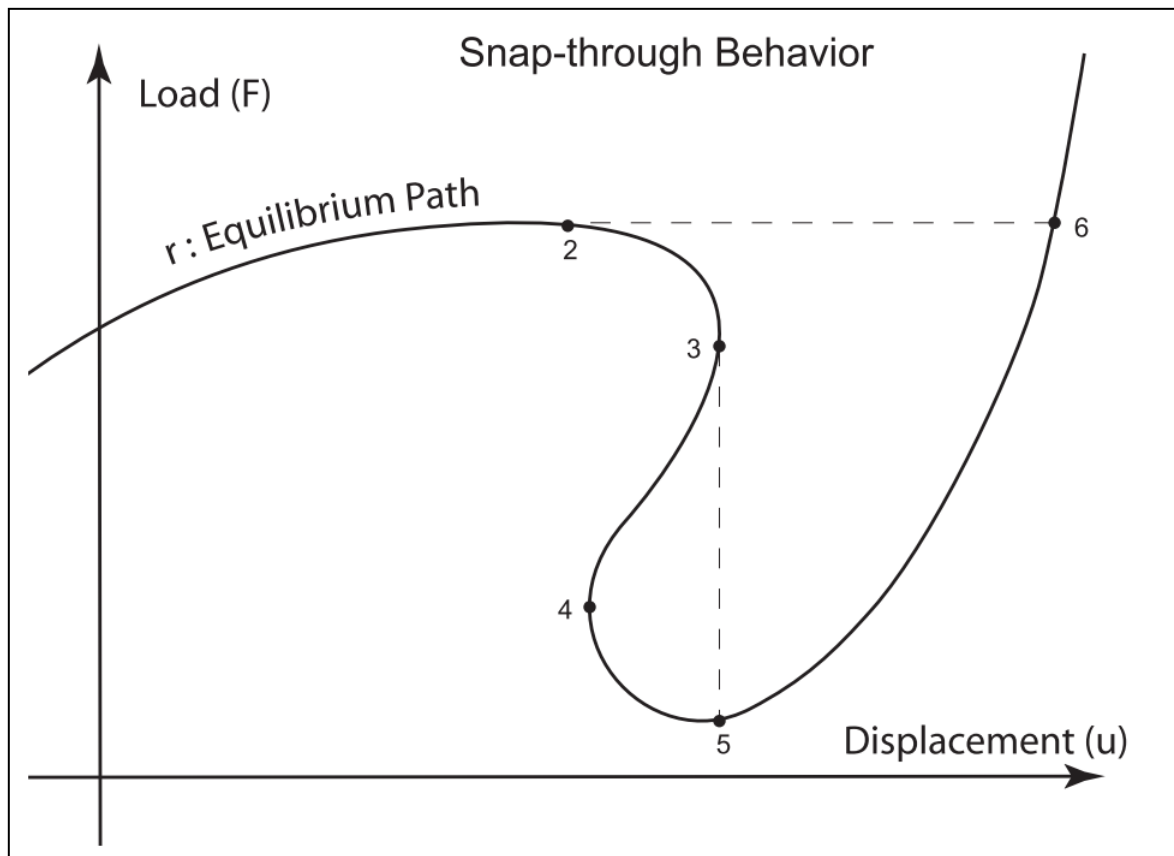 Snap-through Behavior
Load (F)
r : Equilibrium Path
2
6
3
4
5
Displacement (u)